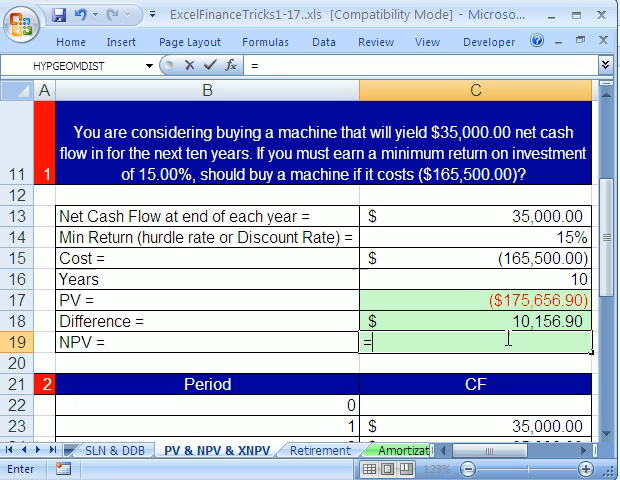 ExcelFinanceTricks1-17..xls [Compatibility Mode] - Microso...
Home Insert Page Layout Formulas Data Review View Developer
HYPGEOMDIST fx =
A B C
11 1 You are considering buying a machine that will yield $35,000.00 net cash
flow in for the next ten years. If you must earn a minimum return on investment
of 15.00%, should buy a machine if it costs ($165,500.00)?
12
13 Net Cash Flow at end of each year = $ 35,000.00
14 Min Return (hurdle rate or Discount Rate) = 15%
15 Cost = $ (165,500.00)
16 Years 10
17 PV = ($175,656.90)
18 Difference = $ 10,156.90
19 NPV = =
20
21 2 Period CF
22 0
23 1 $ 35,000.00
SLN & DDB PV & NPV & XNPV Retirement Amortizat
Enter 123%